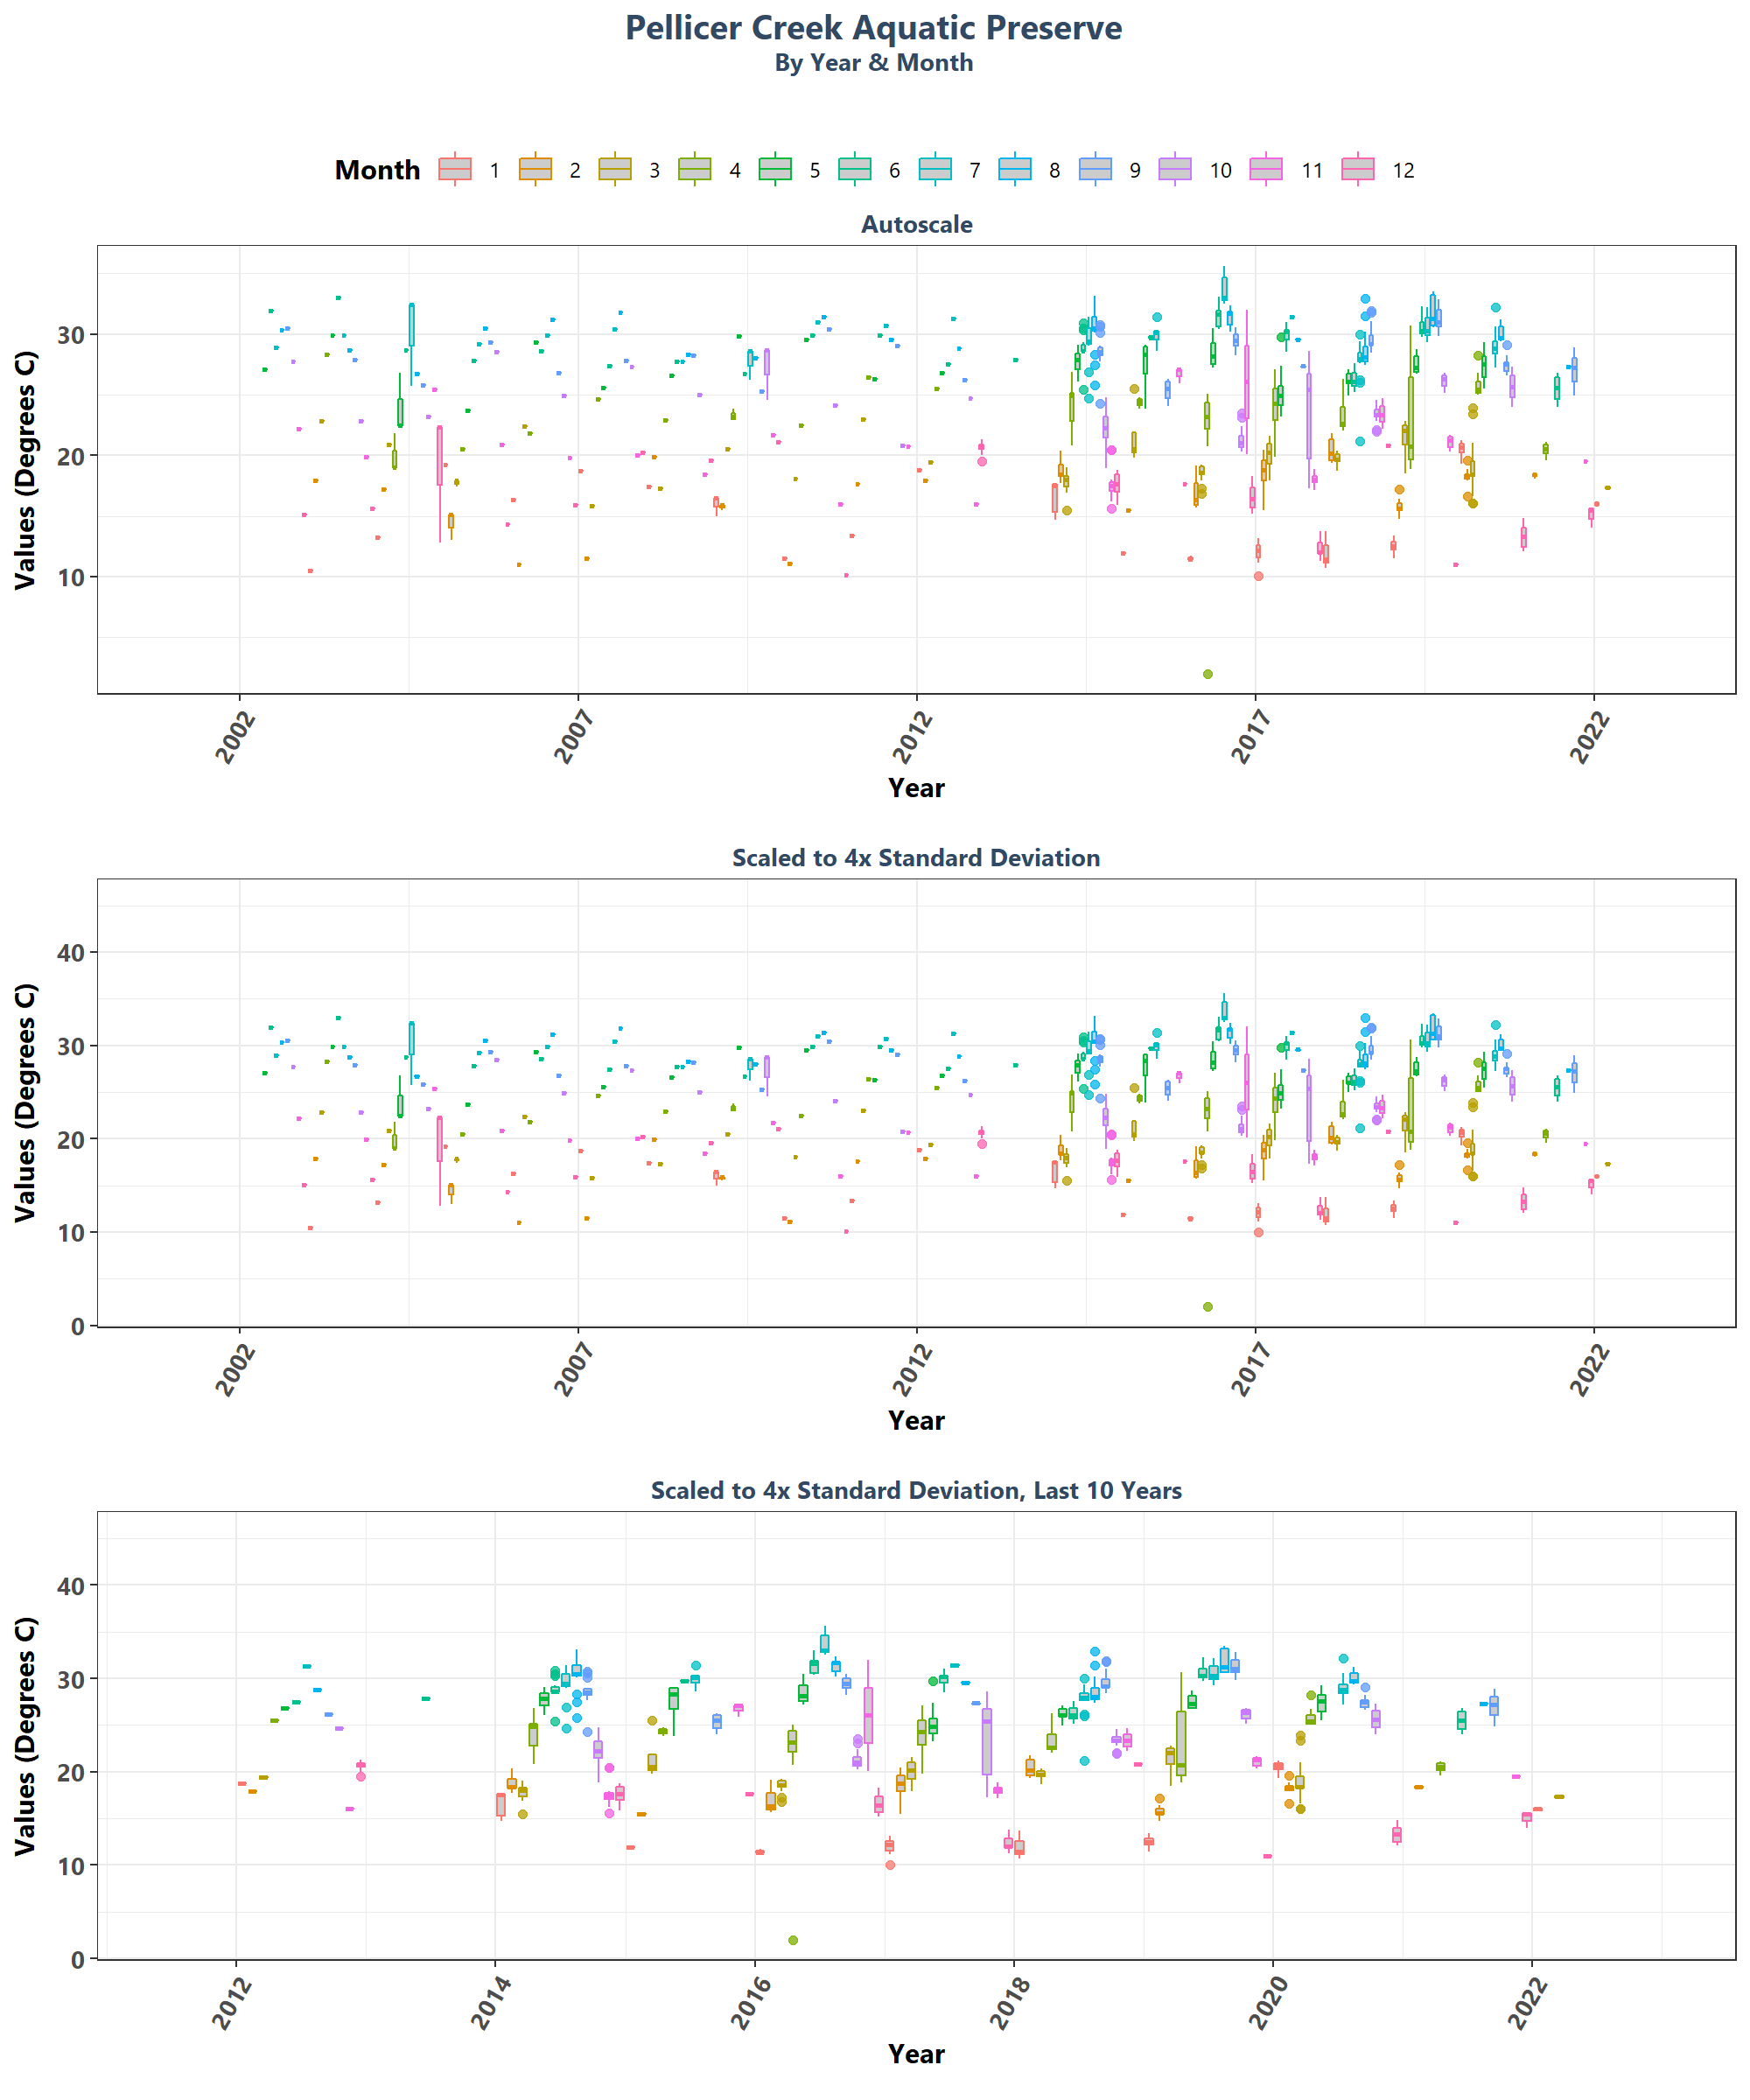 Pellicer Creek Aquatic Preserve
By Year & Month
Month 1 2 3 4 5 6 7 8 9 10 11 12
Autoscale
Values (Degrees C)
30
20
10
2002 2007 2012 2017 2022
Year
Scaled to 4x Standard Deviation
Values (Degrees C)
40
30
20
10
0
2002 2007 2012 2017 2022
Year
Scaled to 4x Standard Deviation, Last 10 Years
Values (Degrees C)
40
30
20
10
0
2012 2014 2016 2018 2020 2022
Year